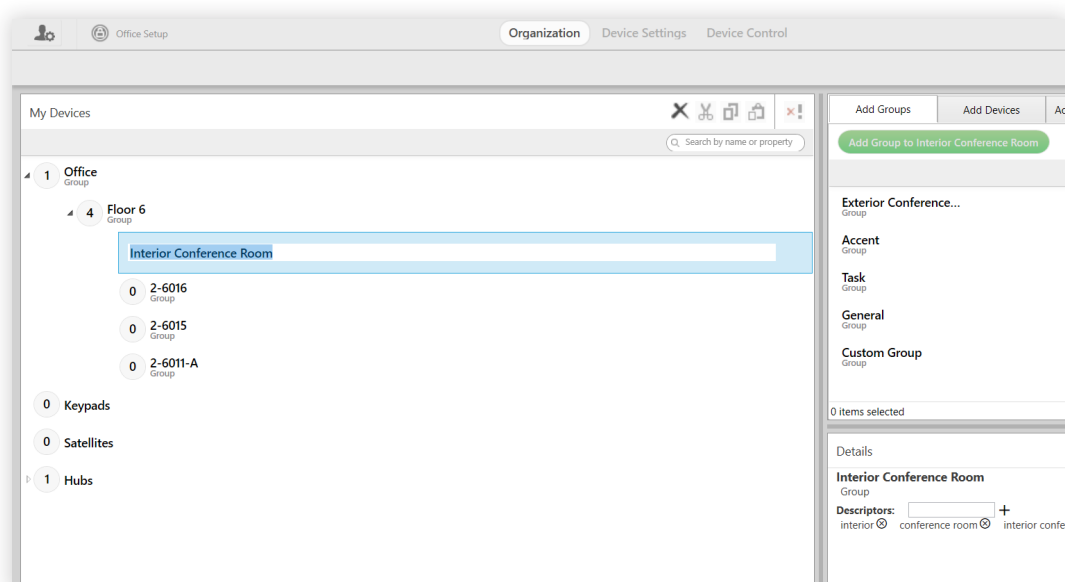 Office Setup
Organization Device Settings Device Control
My Devices
Search by name or property
1 Office
Group
4 Floor 6
Group
Interior Conference Room
0 2-6016
Group
0 2-6015
Group
0 2-6011-A
Group
0 Keypads
0 Satellites
1 Hubs
Add Groups Add Devices
Add Group to Interior Conference Room
Exterior Conference...
Group
Accent
Group
Task
Group
General
Group
Custom Group
Group
0 items selected
Details
Interior Conference Room
Group
Descriptors:
interior conference room interior confe